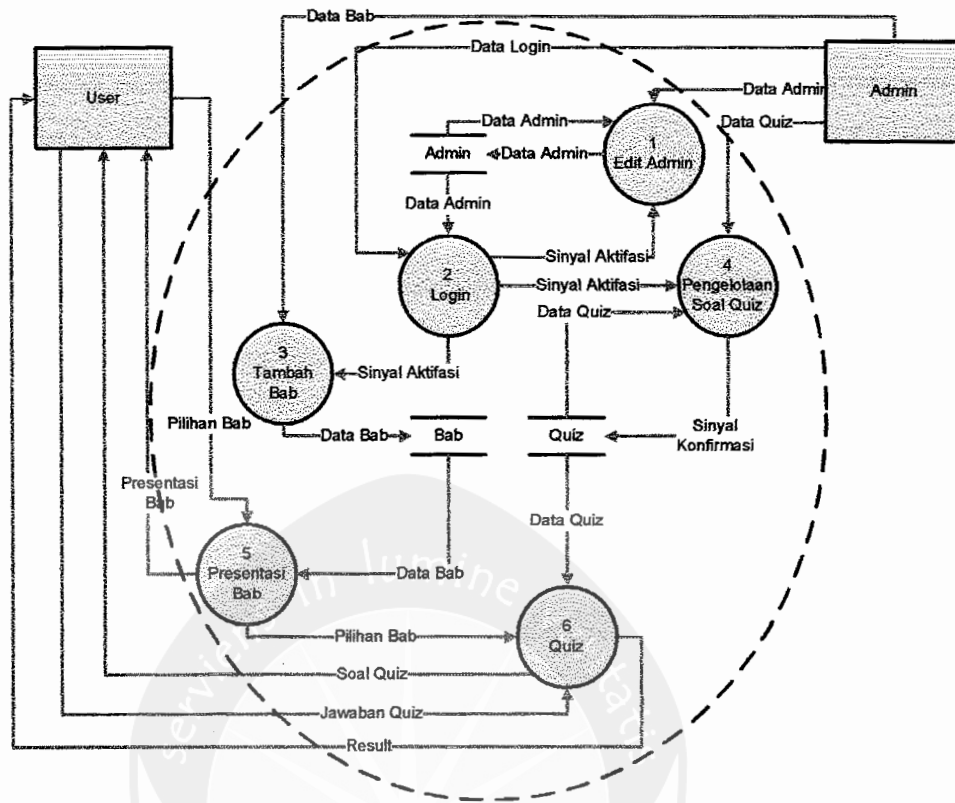 Data Bab
Data Login
User
Admin
Data Admin
Data Quiz
Data Admin
1
Edit Admin
Admin
Data Admin
Data Admin
2
Login
Sinyal Aktifasi
Sinyal Aktifasi
4
Pengelolaan
Soal Quiz
Data Quiz
3
Tambah
Bab
Sinyal Aktifasi
Pilihan Bab
Data Bab
Bab
Quiz
Sinyal
Konfirmasi
Presentasi
Bab
Data Quiz
5
Presentasi
Bab
Data Bab
Pilihan Bab
6
Quiz
Soal Quiz
Jawaban Quiz
Result
in lumine